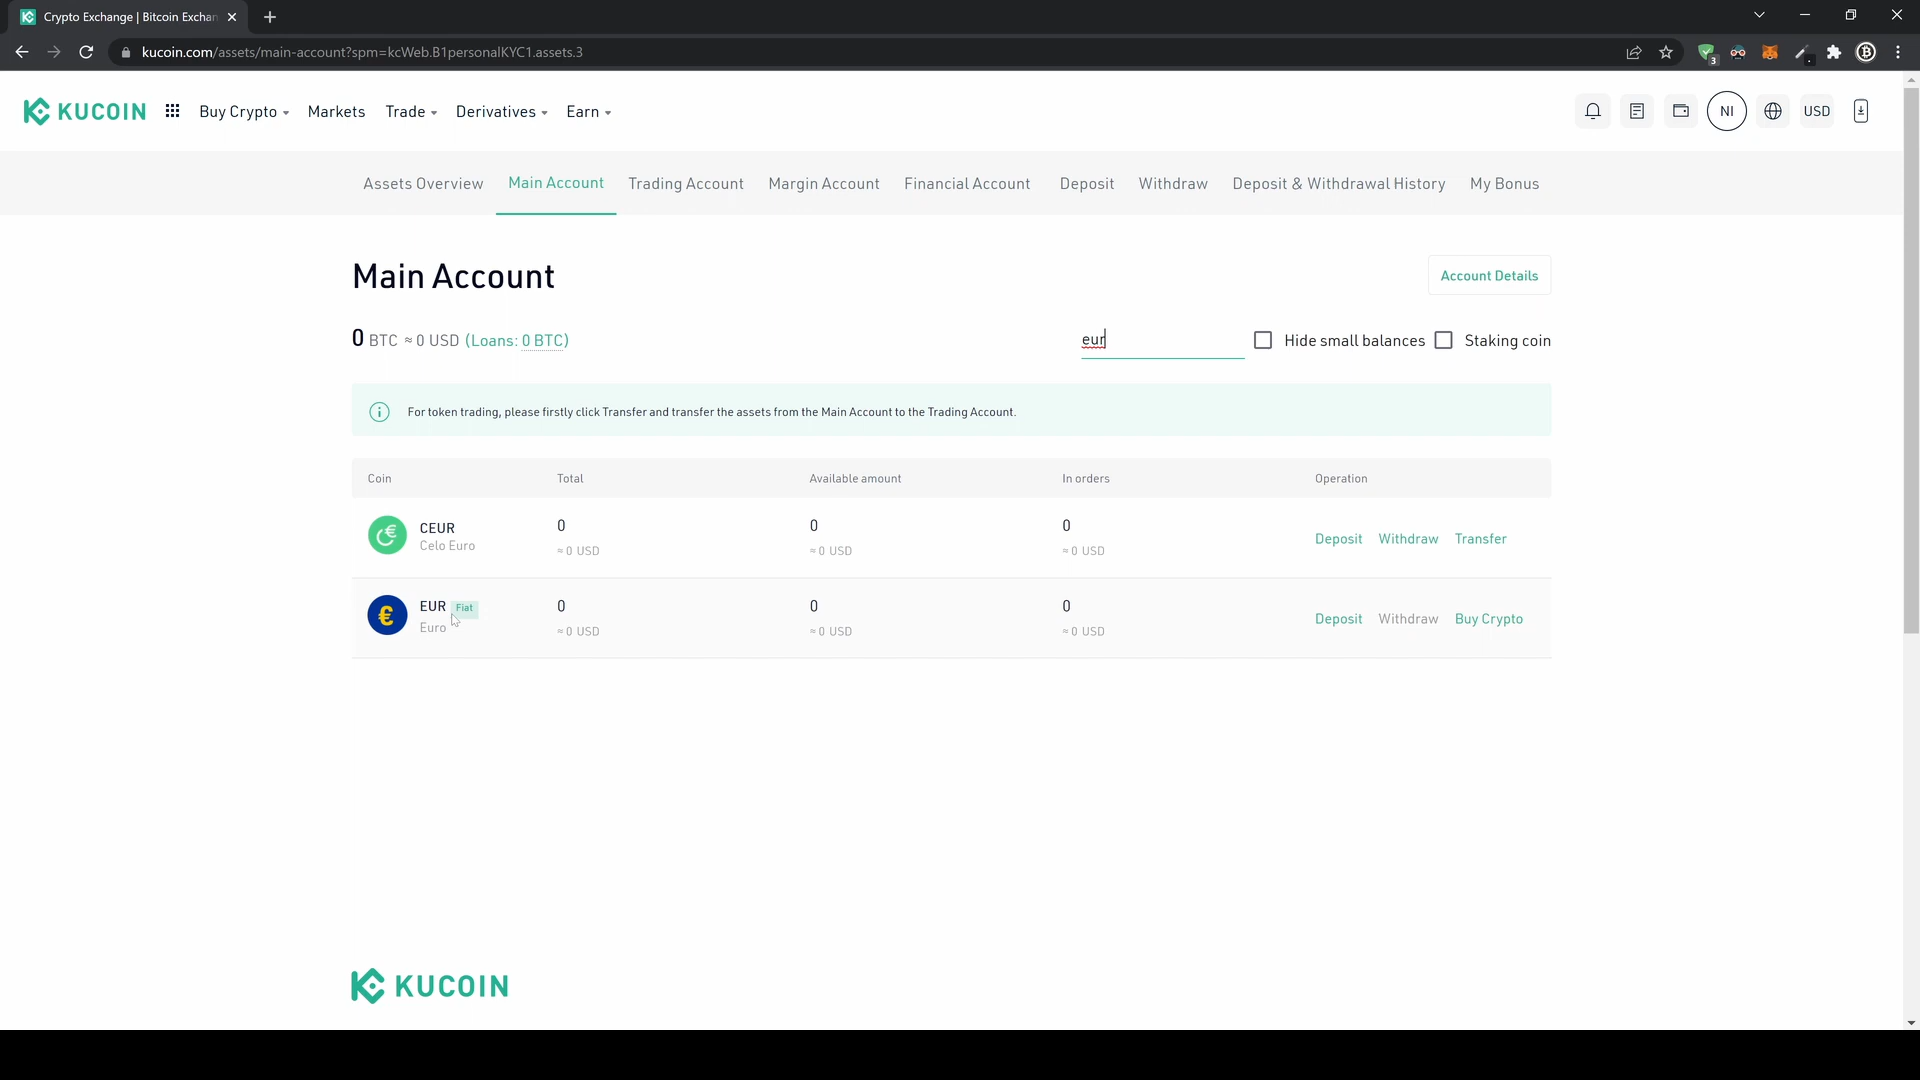 Crypto Exchange | Bitcoin Exchan
kucoin.com/assets/main-account?spm=kcWeb.B1personalKYC1.assets.3
3
KUCOIN Buy Crypto Markets Trade Derivatives Earn NI USD
Assets Overview Main Account Trading Account Margin Account Financial Account Deposit Withdraw Deposit & Withdrawal History My Bonus
Main Account Account Details
0 BTC ≈ 0 USD (Loans: 0 BTC) eur Hide small balances Staking coin
For token trading, please firstly click Transfer and transfer the assets from the Main Account to the Trading Account.
Coin Total Available amount In orders Operation
CEUR 0 0 0
Deposit Withdraw Transfer
Celo Euro ≈ 0 USD ≈ 0 USD ≈ 0 USD
EUR Fiat 0 0 0
Deposit Withdraw Buy Crypto
Euro ≈ 0 USD ≈ 0 USD ≈ 0 USD
KUCOIN